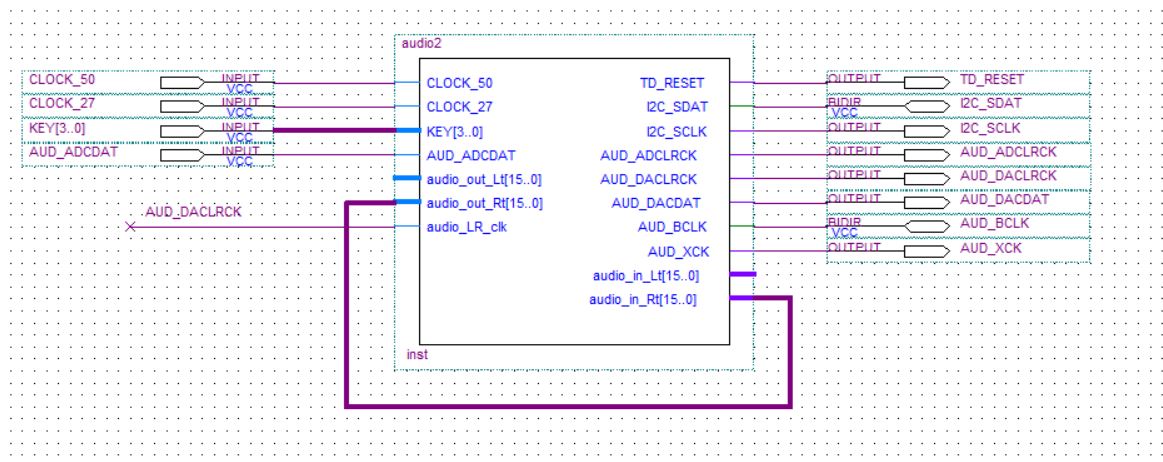 audio2
CLOCK_50 INPUT VCC
CLOCK_27 INPUT VCC
KEY[3..0] INPUT VCC
AUD_ADCDAT INPUT VCC
AUD_DACLRCK
CLOCK_50
CLOCK_27
KEY[3..0]
AUD_ADCDAT
audio_out_Lt[15..0]
audio_out_Rt[15..0]
audio_LR_clk
TD_RESET
I2C_SDAT
I2C_SCLK
AUD_ADCLRCK
AUD_DACLRCK
AUD_DACDAT
AUD_BCLK
AUD_XCK
audio_in_Lt[15..0]
audio_in_Rt[15..0]
inst
OUTPUT TD_RESET
BIDIR VCC I2C_SDAT
OUTPUT I2C_SCLK
OUTPUT AUD_ADCLRCK
OUTPUT AUD_DACLRCK
OUTPUT AUD_DACDAT
BIDIR VCC AUD_BCLK
OUTPUT AUD_XCK